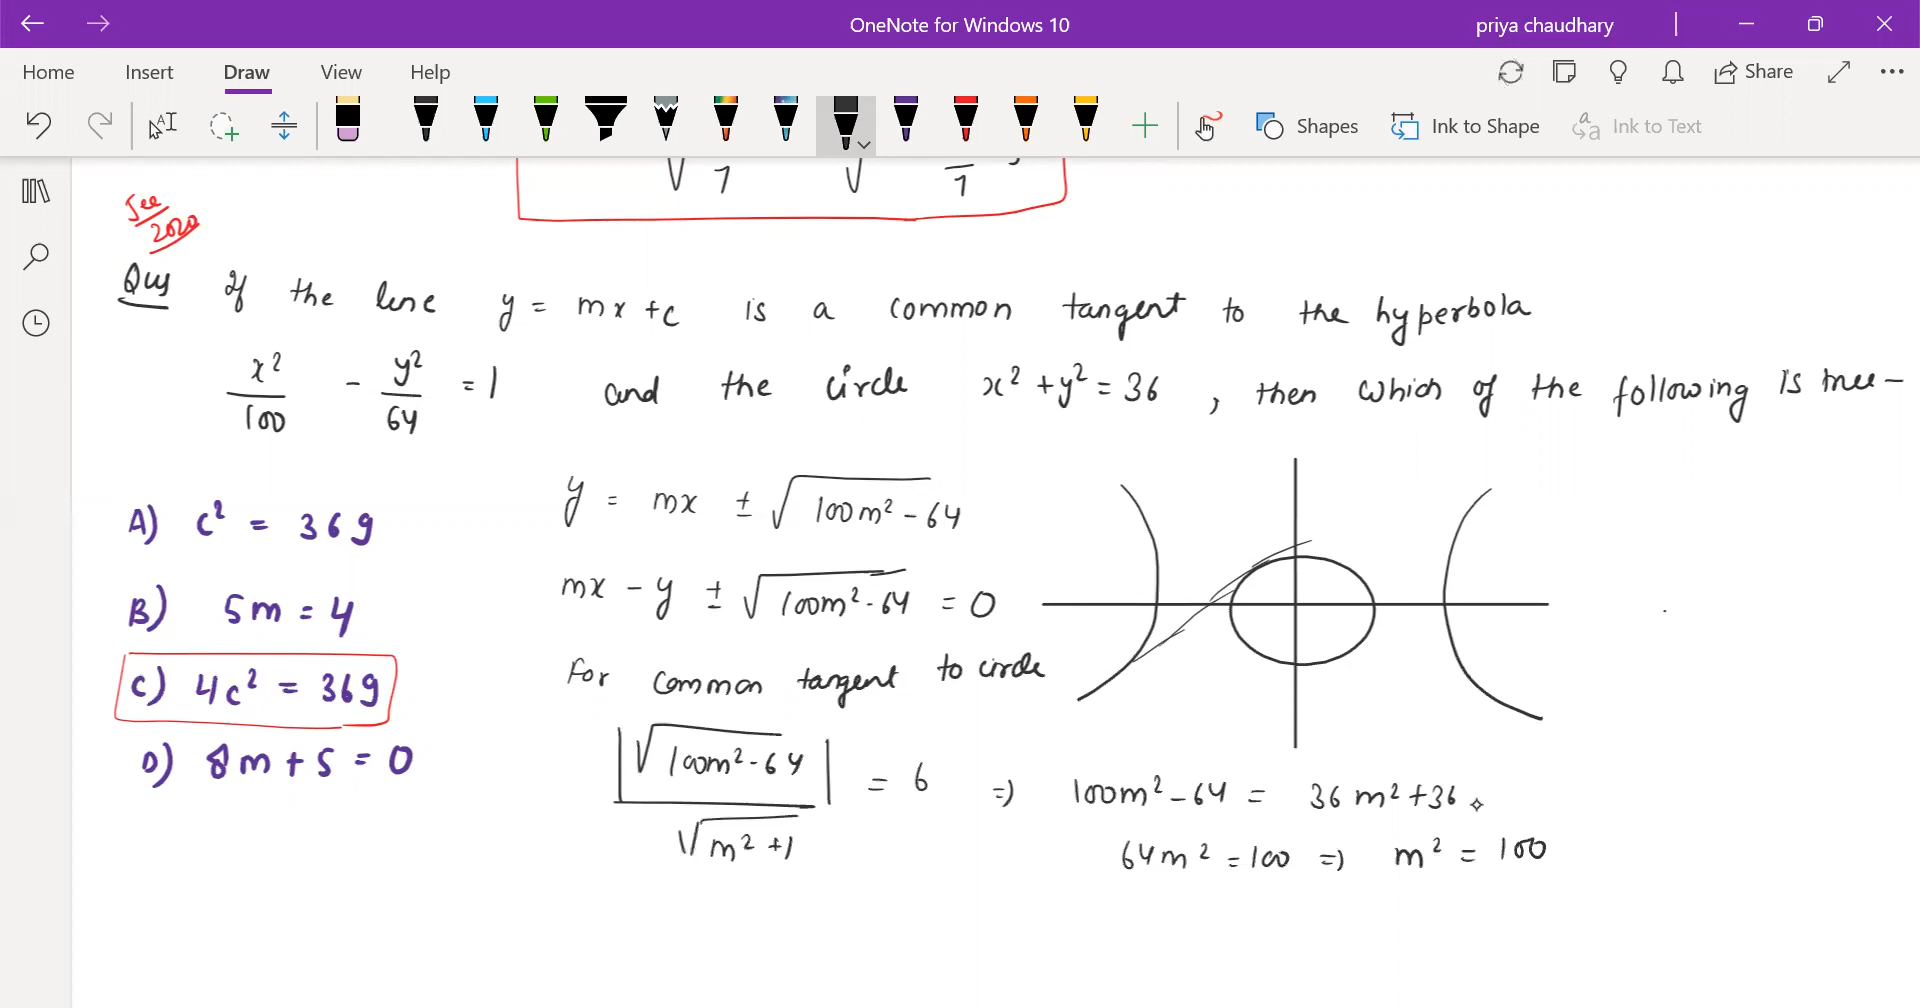 OneNote for Windows 10
priya chaudhary
Home Insert Draw View Help
Share
Shapes
Ink to Shape
Ink to Text
√ 7 √ 7
Jee
2020
Ques If the line y = mx + c is a common tangent to the hyperbola
x²/100 - y²/64 = 1 and the circle x² + y² = 36 , then which of the following is true -
A) c² = 369
B) 5m = 4
C) 4c² = 369
D) 8m + 5 = 0
y = mx ± √100m² - 64
mx - y ± √100m² - 64 = 0
For common tangent to circle
|√100m² - 64| / √m² + 1 = 6 => 100m² - 64 = 36m² + 36
64m² = 100 => m² = 100